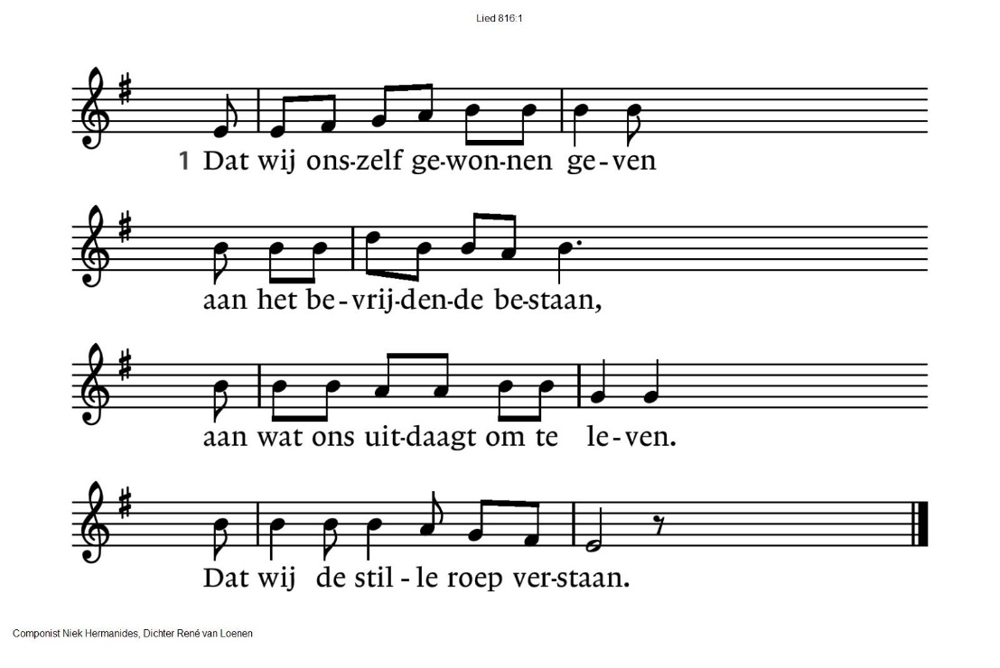 Lied 816:1
1 Dat wij ons-zelf ge-won-nen ge-ven
aan het be-vrij-den-de be-staan,
aan wat ons uit-daagt om te le-ven.
Dat wij de stil-le roep ver-staan.
Componist Niek Hermanides, Dichter René van Loenen